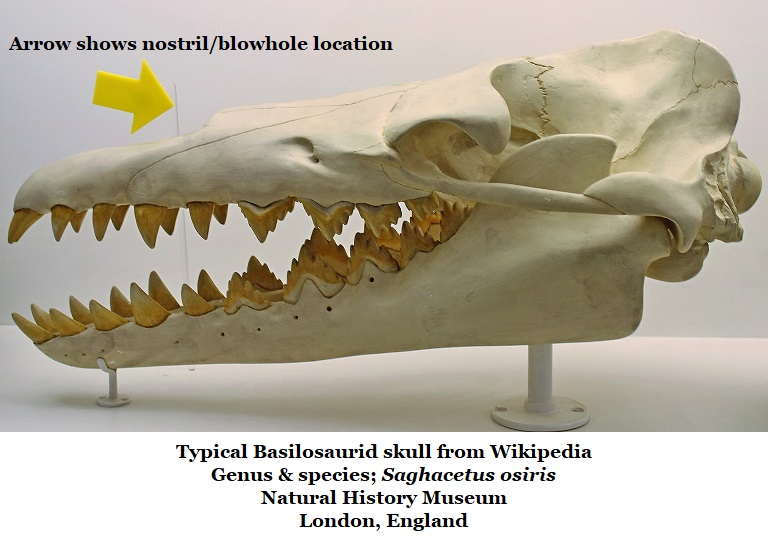 Arrow shows nostril/blowhole location
Typical Basilosaurid skull from Wikipedia
Genus & species; Saghacetus osiris
Natural History Museum
London, England